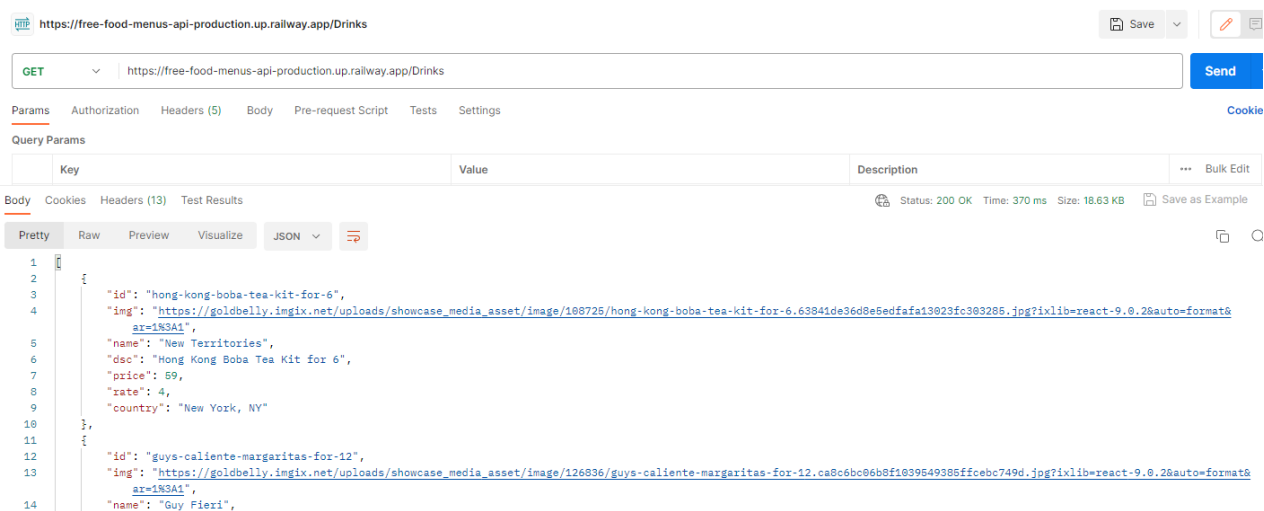 HTTP https://free-food-menus-api-production.up.railway.app/Drinks Save
GET https://free-food-menus-api-production.up.railway.app/Drinks Send
Params Authorization Headers (5) Body Pre-request Script Tests Settings Cookie
Query Params
Key Value Description ••• Bulk Edit
Body Cookies Headers (13) Test Results Status: 200 OK Time: 370 ms Size: 18.63 KB Save as Example
Pretty Raw Preview Visualize JSON
1 [
2 {
3 "id": "hong-kong-boba-tea-kit-for-6",
4 "img": "https://goldbelly.imgix.net/uploads/showcase_media_asset/image/108725/hong-kong-boba-tea-kit-for-6.63841de36d8e5edfafa13023fc303285.jpg?ixlib=react-9.0.2&auto=format&
ar=1%3A1",
5 "name": "New Territories",
6 "dsc": "Hong Kong Boba Tea Kit for 6",
7 "price": 59,
8 "rate": 4,
9 "country": "New York, NY"
10 },
11 {
12 "id": "guys-caliente-margaritas-for-12",
13 "img": "https://goldbelly.imgix.net/uploads/showcase_media_asset/image/126836/guys-caliente-margaritas-for-12.ca8c6bc06b8f1039549385ffcebc749d.jpg?ixlib=react-9.0.2&auto=format&
ar=1%3A1",
14 "name": "Guy Fieri",